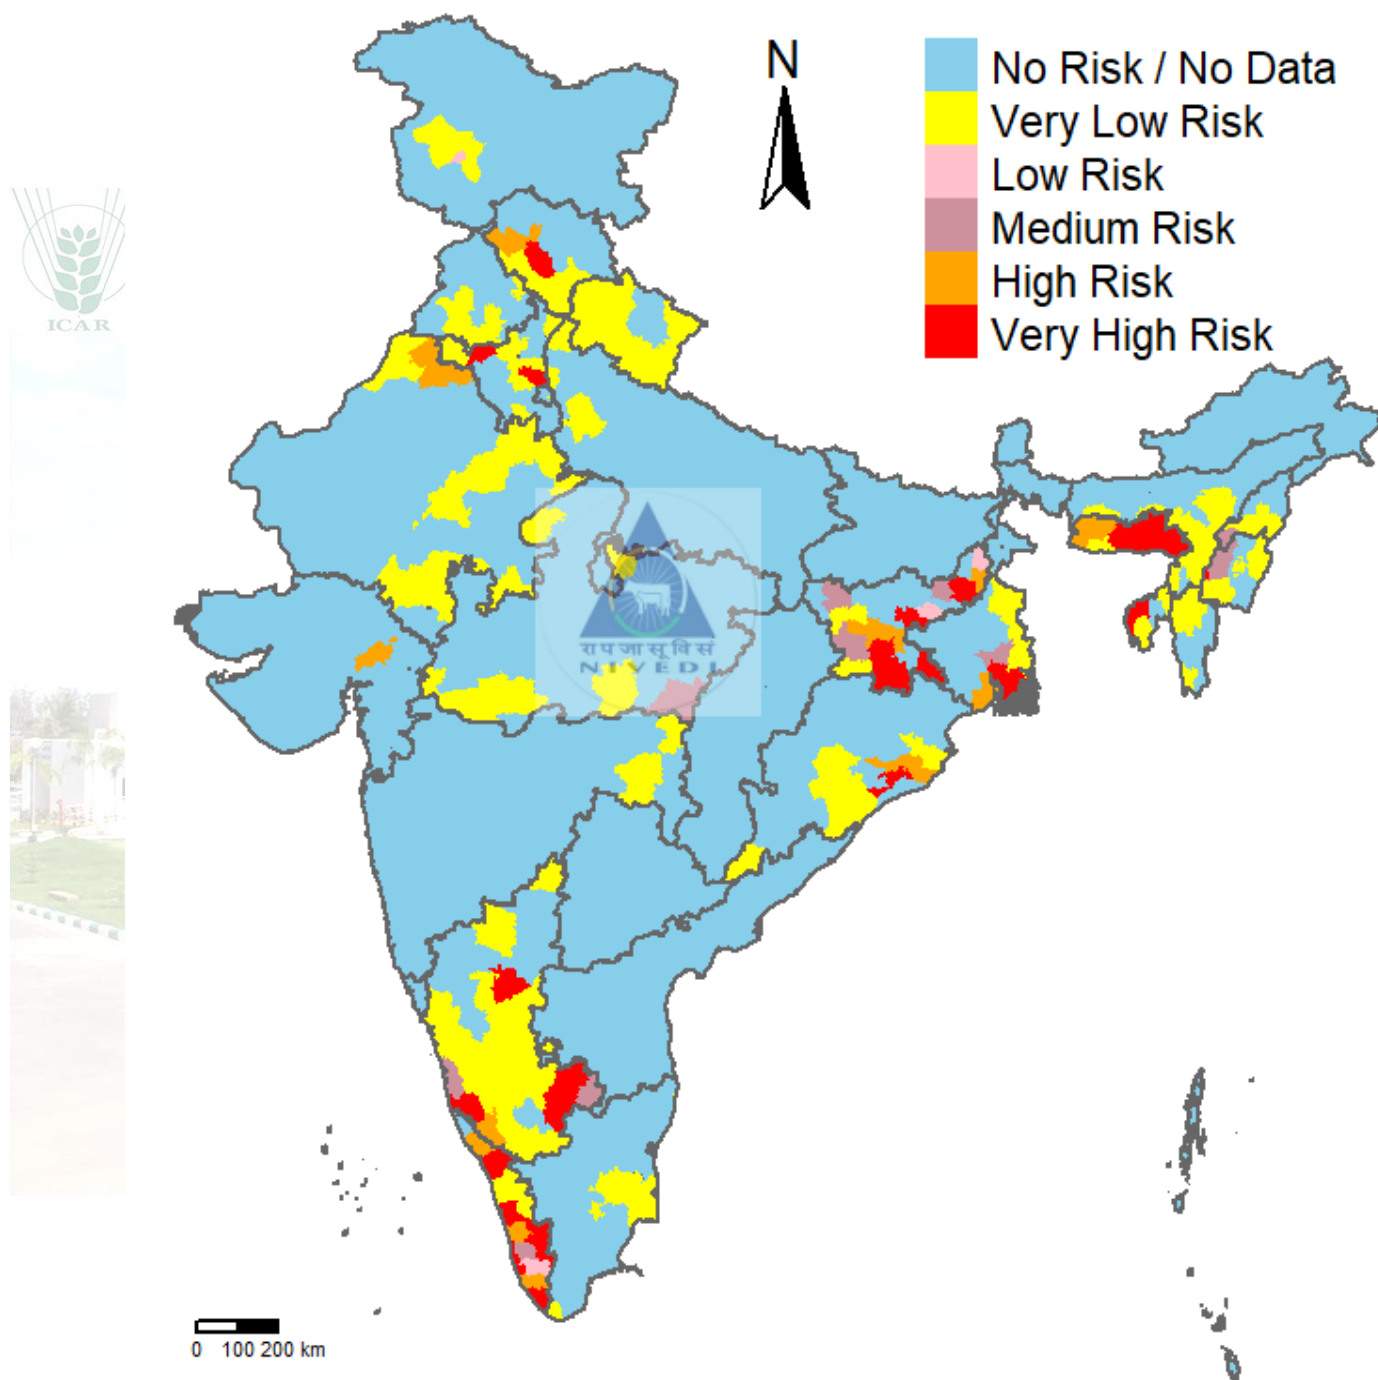 N
No Risk / No Data
Very Low Risk
Low Risk
Medium Risk
High Risk
Very High Risk
ICAR
रा प जा सू वि सं
NIVEDI
0 100 200 km